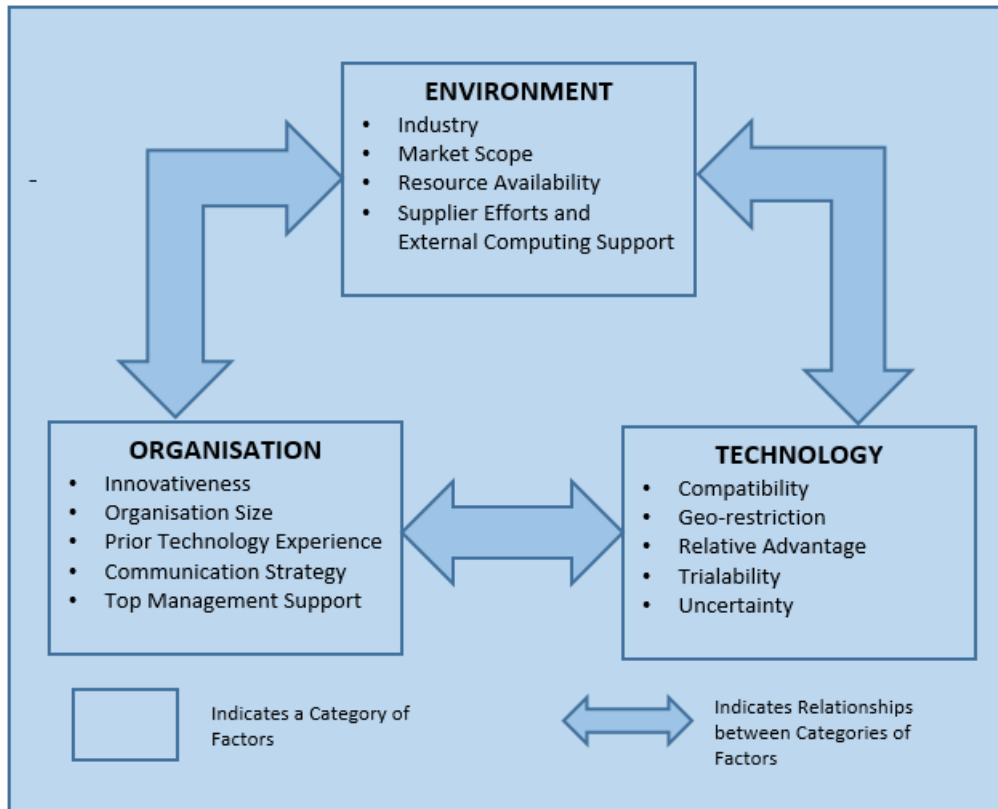 ENVIRONMENT
• Industry
• Market Scope
• Resource Availability
• Supplier Efforts and
External Computing Support
-
ORGANISATION
• Innovativeness
• Organisation Size
• Prior Technology Experience
• Communication Strategy
• Top Management Support
TECHNOLOGY
• Compatibility
• Geo-restriction
• Relative Advantage
• Trialability
• Uncertainty
Indicates a Category of
Factors
Indicates Relationships
between Categories of
Factors